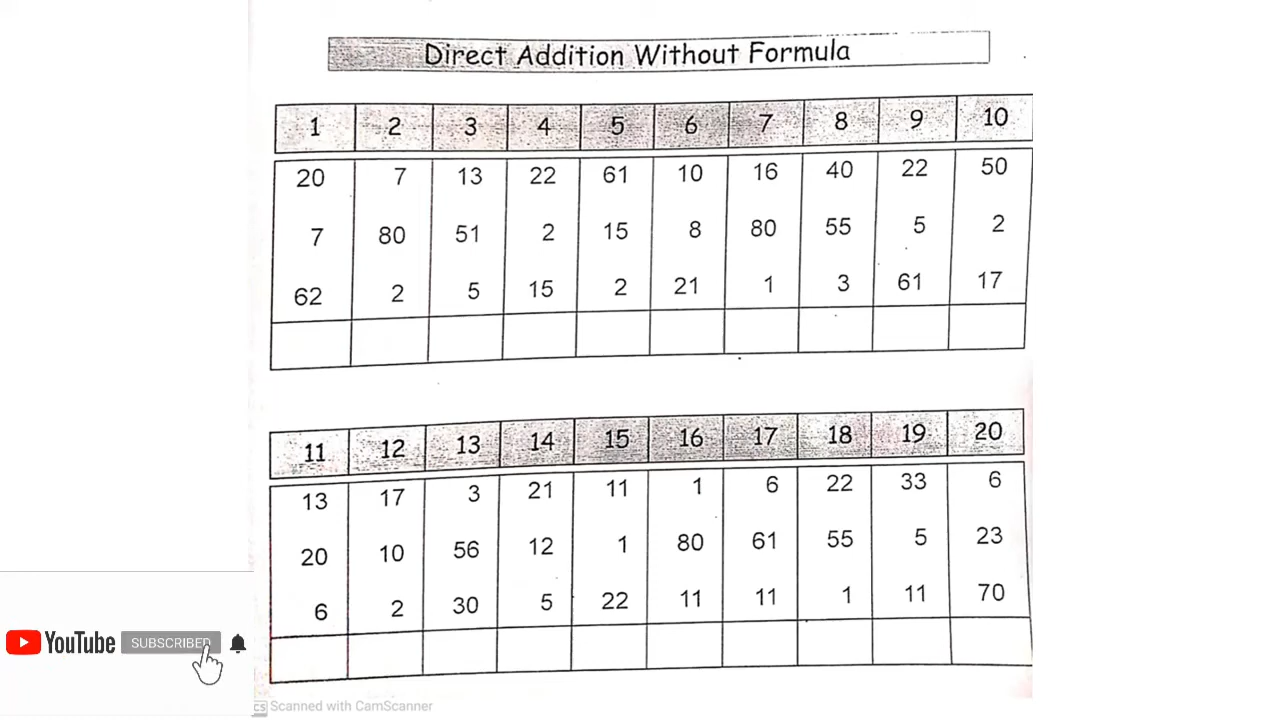 Direct Addition Without Formula
1 2 3 4 5 6 7 8 9 10
20 7 13 22 61 10 16 40 22 50
7 80 51 2 15 8 80 55 5 2
62 2 5 15 2 21 1 3 61 17
11 12 13 14 15 16 17 18 19 20
13 17 3 21 11 1 6 22 33 6
20 10 56 12 1 80 61 55 5 23
6 2 30 5 22 11 11 1 11 70
YouTube SUBSCRIBED
CS Scanned with CamScanner